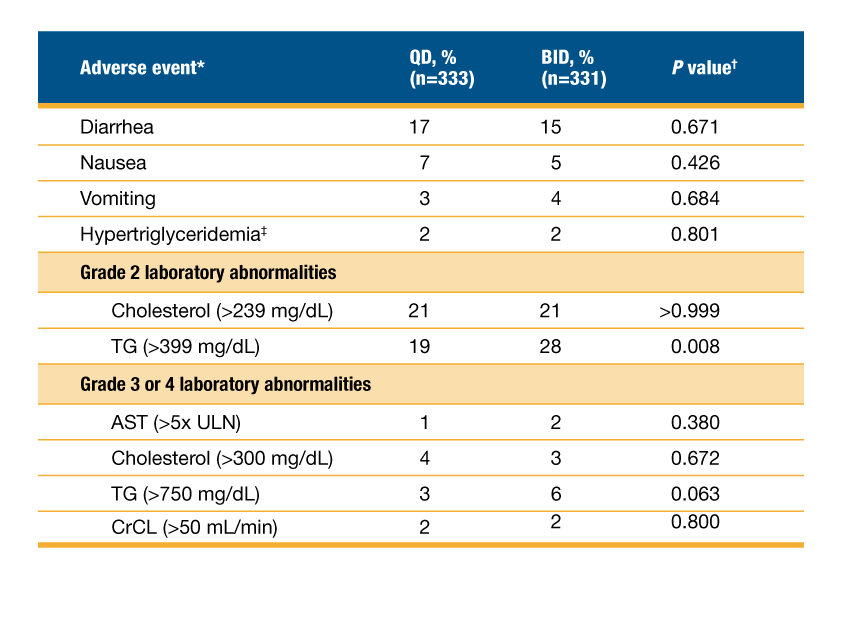 Adverse event* QD, % (n=333) BID, % (n=331) P value†
Diarrhea 17 15 0.671
Nausea 7 5 0.426
Vomiting 3 4 0.684
Hypertriglyceridemia‡ 2 2 0.801
Grade 2 laboratory abnormalities
Cholesterol (>239 mg/dL) 21 21 >0.999
TG (>399 mg/dL) 19 28 0.008
Grade 3 or 4 laboratory abnormalities
AST (>5x ULN) 1 2 0.380
Cholesterol (>300 mg/dL) 4 3 0.672
TG (>750 mg/dL) 3 6 0.063
CrCL (>50 mL/min) 2 2 0.800